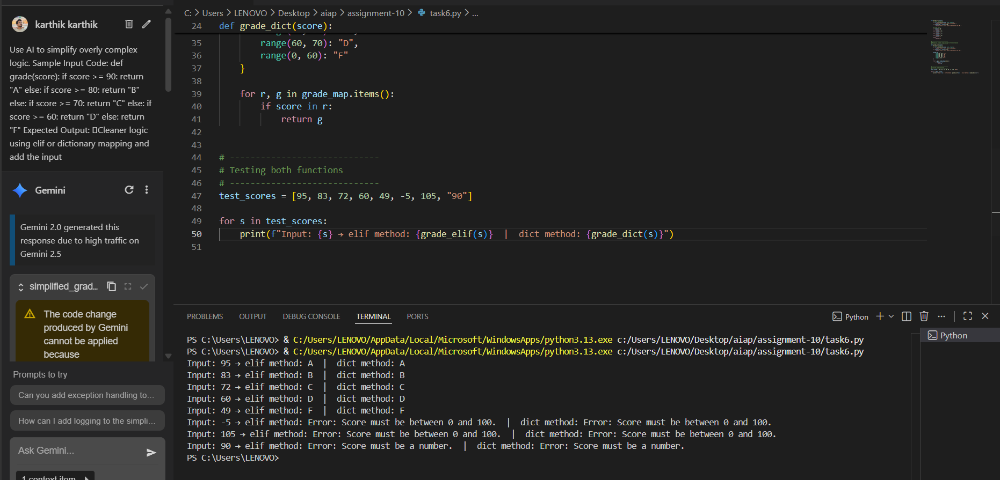 karthik karthik
Use AI to simplify overly complex
logic. Sample Input Code: def
grade(score): if score >= 90: return
"A" else: if score >= 80: return "B"
else: if score >= 70: return "C" else: if
score >= 60: return "D" else: return
"F" Expected Output: Cleaner logic
using elif or dictionary mapping and
add the input
Gemini
Gemini 2.0 generated this
response due to high traffic on
Gemini 2.5
simplified_grad...
The code change
produced by Gemini
cannot be applied
because
Prompts to try
Can you add exception handling to...
How can I add logging to the simpli...
Ask Gemini...
1 context item
C: > Users > LENOVO > Desktop > aiap > assignment-10 > task6.py > ...
24 def grade_dict(score):
35 range(60, 70): "D",
36 range(0, 60): "F"
37 }
38
39 for r, g in grade_map.items():
40 if score in r:
41 return g
42
43
44 # -----------------------------
45 # Testing both functions
46 # -----------------------------
47 test_scores = [95, 83, 72, 60, 49, -5, 105, "90"]
48
49 for s in test_scores:
50 print(f"Input: {s} → elif method: {grade_elif(s)} | dict method: {grade_dict(s)}")
51
PROBLEMS OUTPUT DEBUG CONSOLE TERMINAL PORTS
Python
Python
PS C:\Users\LENOVO> & C:/Users/LENOVO/AppData/Local/Microsoft/WindowsApps/python3.13.exe c:/Users/LENOVO/Desktop/aiap/assignment-10/task6.py
PS C:\Users\LENOVO> & C:/Users/LENOVO/AppData/Local/Microsoft/WindowsApps/python3.13.exe c:/Users/LENOVO/Desktop/aiap/assignment-10/task6.py
Input: 95 → elif method: A | dict method: A
Input: 83 → elif method: B | dict method: B
Input: 72 → elif method: C | dict method: C
Input: 60 → elif method: D | dict method: D
Input: 49 → elif method: F | dict method: F
Input: -5 → elif method: Error: Score must be between 0 and 100. | dict method: Error: Score must be between 0 and 100.
Input: 105 → elif method: Error: Score must be between 0 and 100. | dict method: Error: Score must be between 0 and 100.
Input: 90 → elif method: Error: Score must be a number. | dict method: Error: Score must be a number.
PS C:\Users\LENOVO>